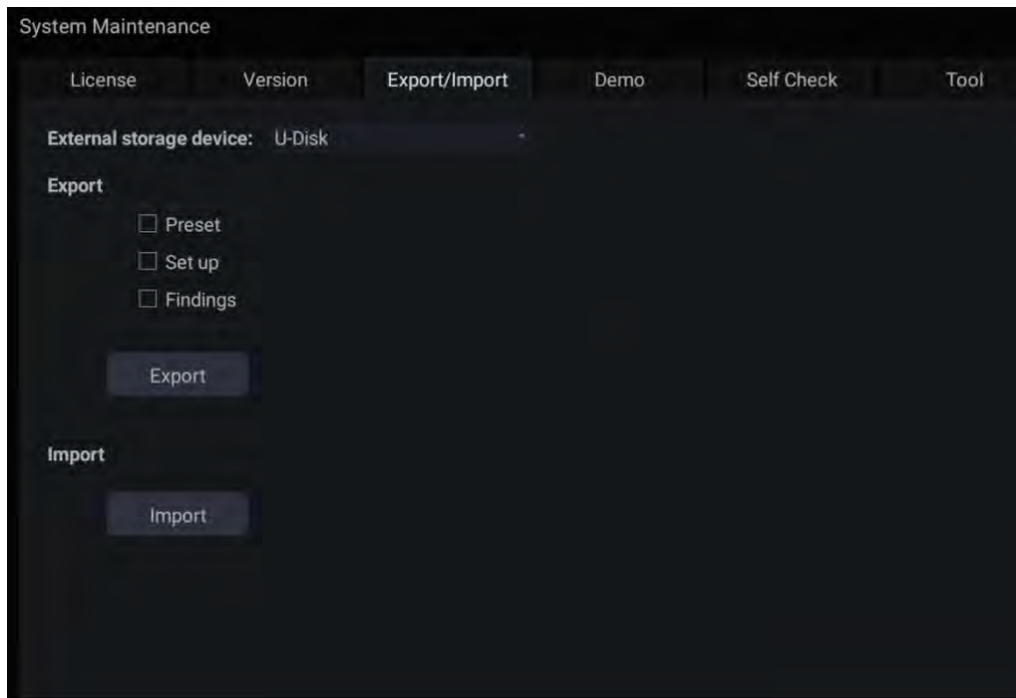 System Maintenance
License Version Export/Import Demo Self Check Tool
External storage device: U-Disk
Export
Preset
Set up
Findings
Export
Import
Import